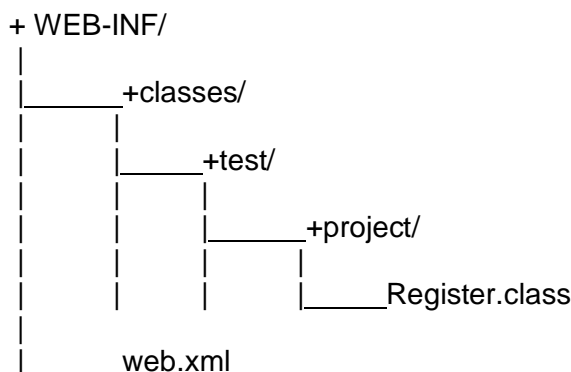 + WEB-INF/
+classes/
+test/
+project/
Register.class
web.xml